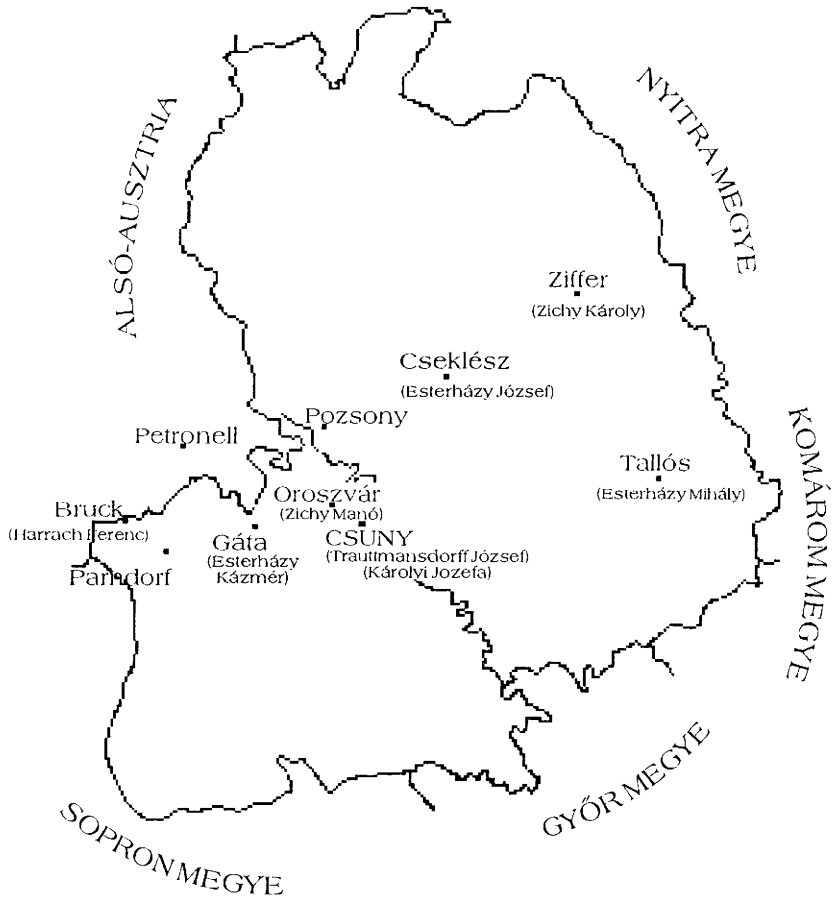 ALSÓ-AUSZTRIA
NYITRA MEGYE
Ziffer
(Zichy Károly)
Cseklész
(Esterházy József)
Pozsony
Petronell
KOMÁROM MEGYE
Tallós
(Esterházy Mihály)
Oroszvár
(Zichy Manó)
Bruck
(Harrach Ferenc)
CSUNY
(Trauttmansdorff József)
(Károlyi Jozefa)
Gáta
(Esterházy
Kázmér)
Parndorf
GYŐR MEGYE
SOPRON MEGYE